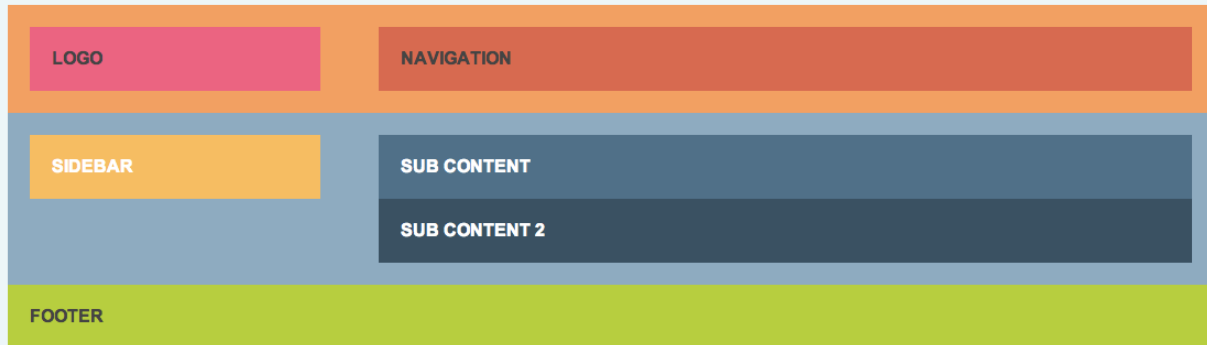 LOGO
NAVIGATION
SIDEBAR
SUB CONTENT
SUB CONTENT 2
FOOTER